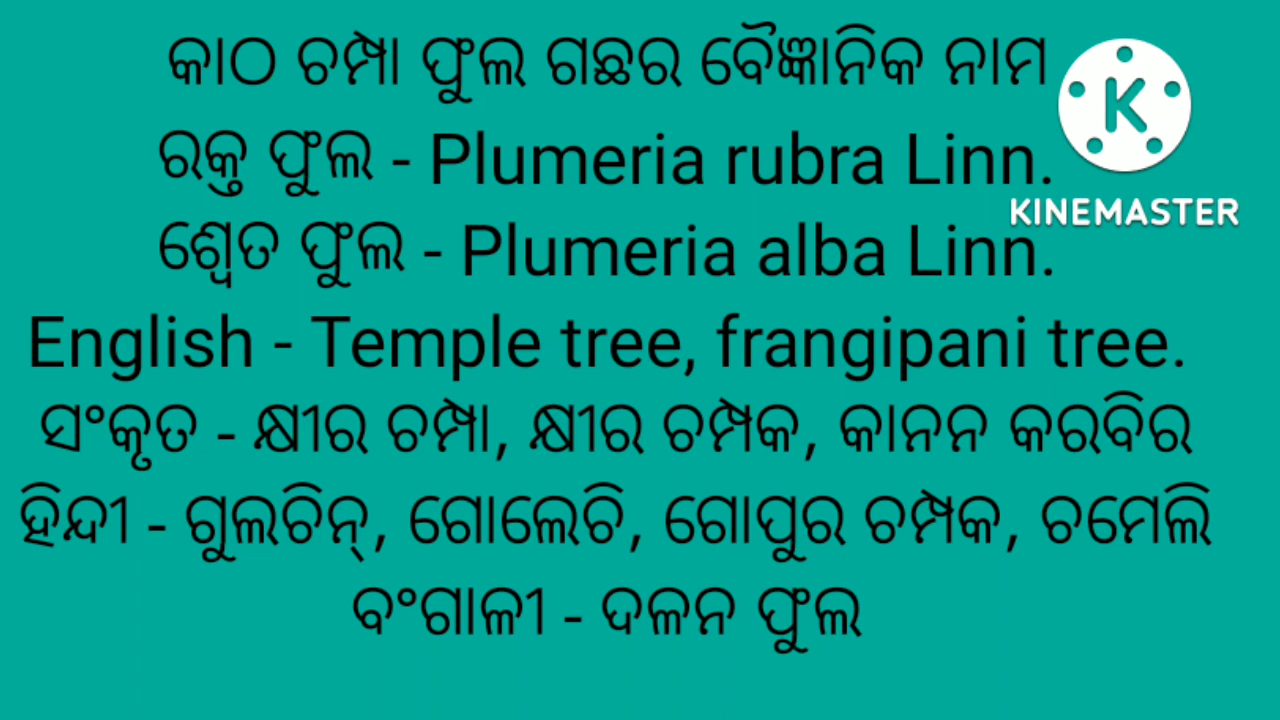 କାଠ ଚମ୍ପା ଫୁଲ ଗଛର ବୈଜ୍ଞାନିକ ନାମ
ରକ୍ତ ଫୁଲ - Plumeria rubra Linn.
ଶ୍ୱେତ ଫୁଲ - Plumeria alba Linn.
English - Temple tree, frangipani tree.
ସଂକୃତ - କ୍ଷୀର ଚମ୍ପା, କ୍ଷୀର ଚମ୍ପକ, କାନନ କରବିର
ହିନ୍ଦୀ - ଗୁଲଚିନ୍, ଗୋଲେଚି, ଗୋପୁର ଚମ୍ପକ, ଚମେଲି
ବଂଗାଳୀ - ଦଳନ ଫୁଲ
K
KINEMASTER